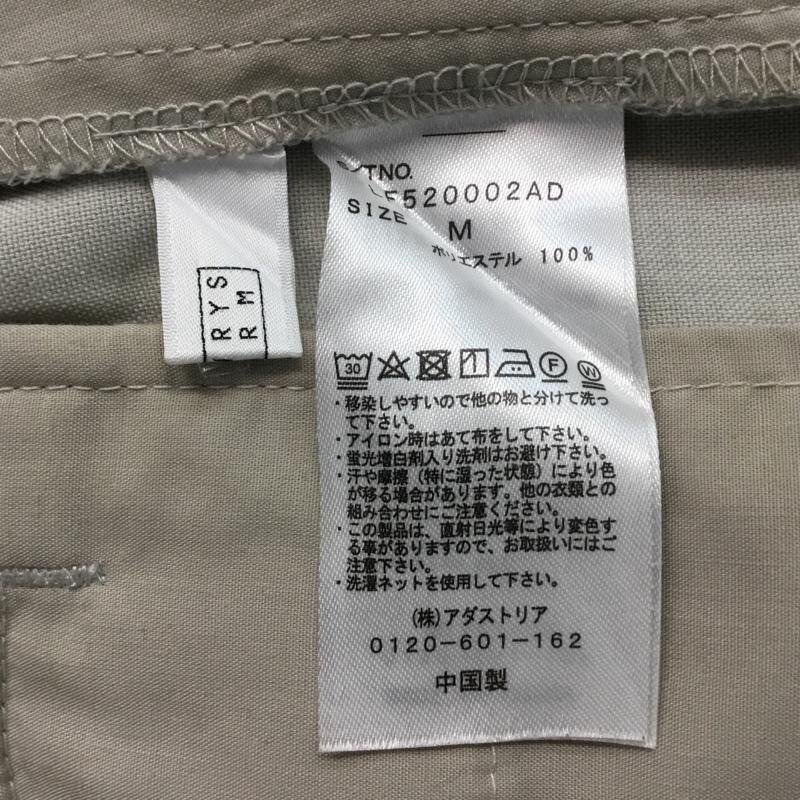 TNO.
F520002AD
SIZE
M
ポリエステル 100%
30
F
W
・移染しやすいので他の物と分けて洗っ
て下さい。
・アイロン時はあて布をして下さい。
・蛍光増白剤入り洗剤はお避け下さい。
・汗や摩擦（特に湿った状態）により色
が移る場合があります。他の衣類との
組み合わせにご注意ください。
・この製品は、直射日光等により変色す
る事がありますので、お取扱いにはご
注意下さい。
・洗濯ネットを使用して下さい。
(株)アダストリア
0120-601-162
中国製
RYS
RM